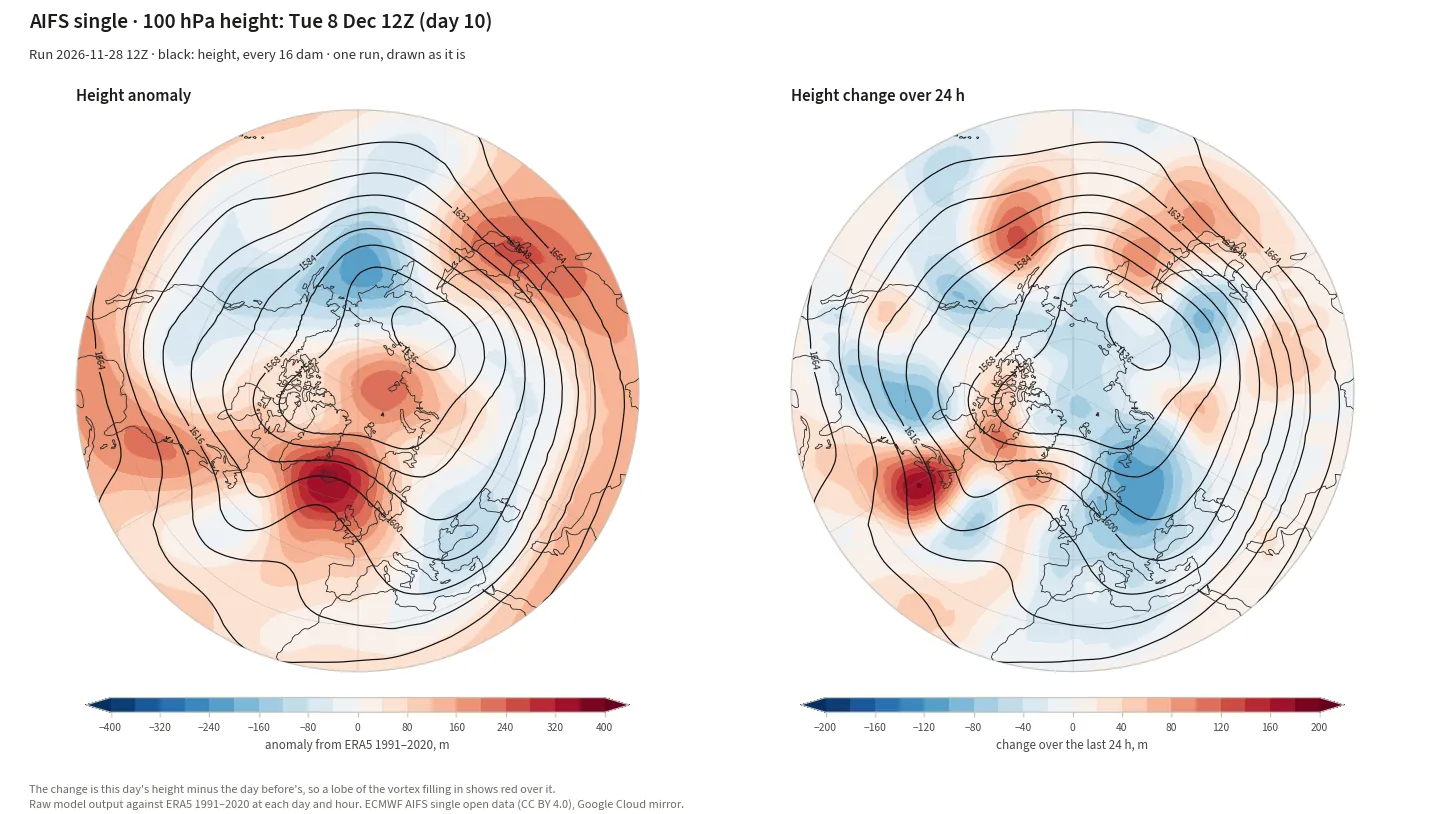 AIFS single · 100 hPa height: Tue 8 Dec 12Z (day 10)
Run 2026-11-28 12Z · black: height, every 16 dam · one run, drawn as it is
Height anomaly
Height change over 24 h
1632
1648
1664
1584
1664
1568
1536
1616
1600
1632
1648
1664
1584
1664
1568
1536
1616
1600
−400 −320 −240 −160 −80 0 80 160 240 320 400
anomaly from ERA5 1991–2020, m
−200 −160 −120 −80 −40 0 40 80 120 160 200
change over the last 24 h, m
The change is this day's height minus the day before's, so a lobe of the vortex filling in shows red over it.
Raw model output against ERA5 1991–2020 at each day and hour. ECMWF AIFS single open data (CC BY 4.0), Google Cloud mirror.